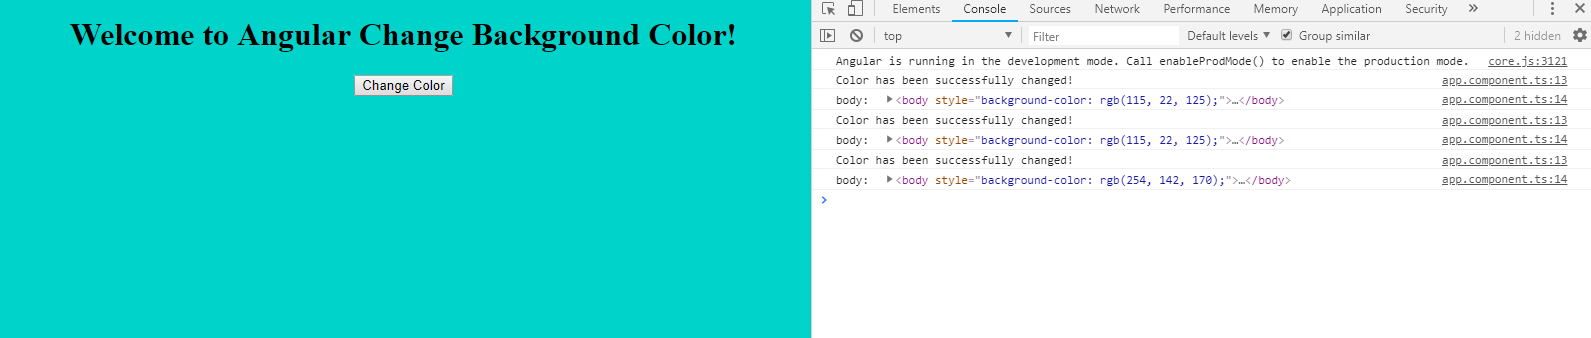 Welcome to Angular Change Background Color!
Change Color
Elements Console Sources Network Performance Memory Application Security »
top Filter Default levels Group similar 2 hidden
Angular is running in the development mode. Call enableProdMode() to enable the production mode. core.js:3121
Color has been successfully changed! app.component.ts:13
body: <body style="background-color: rgb(115, 22, 125);">…</body> app.component.ts:14
Color has been successfully changed! app.component.ts:13
body: <body style="background-color: rgb(115, 22, 125);">…</body> app.component.ts:14
Color has been successfully changed! app.component.ts:13
body: <body style="background-color: rgb(254, 142, 170);">…</body> app.component.ts:14